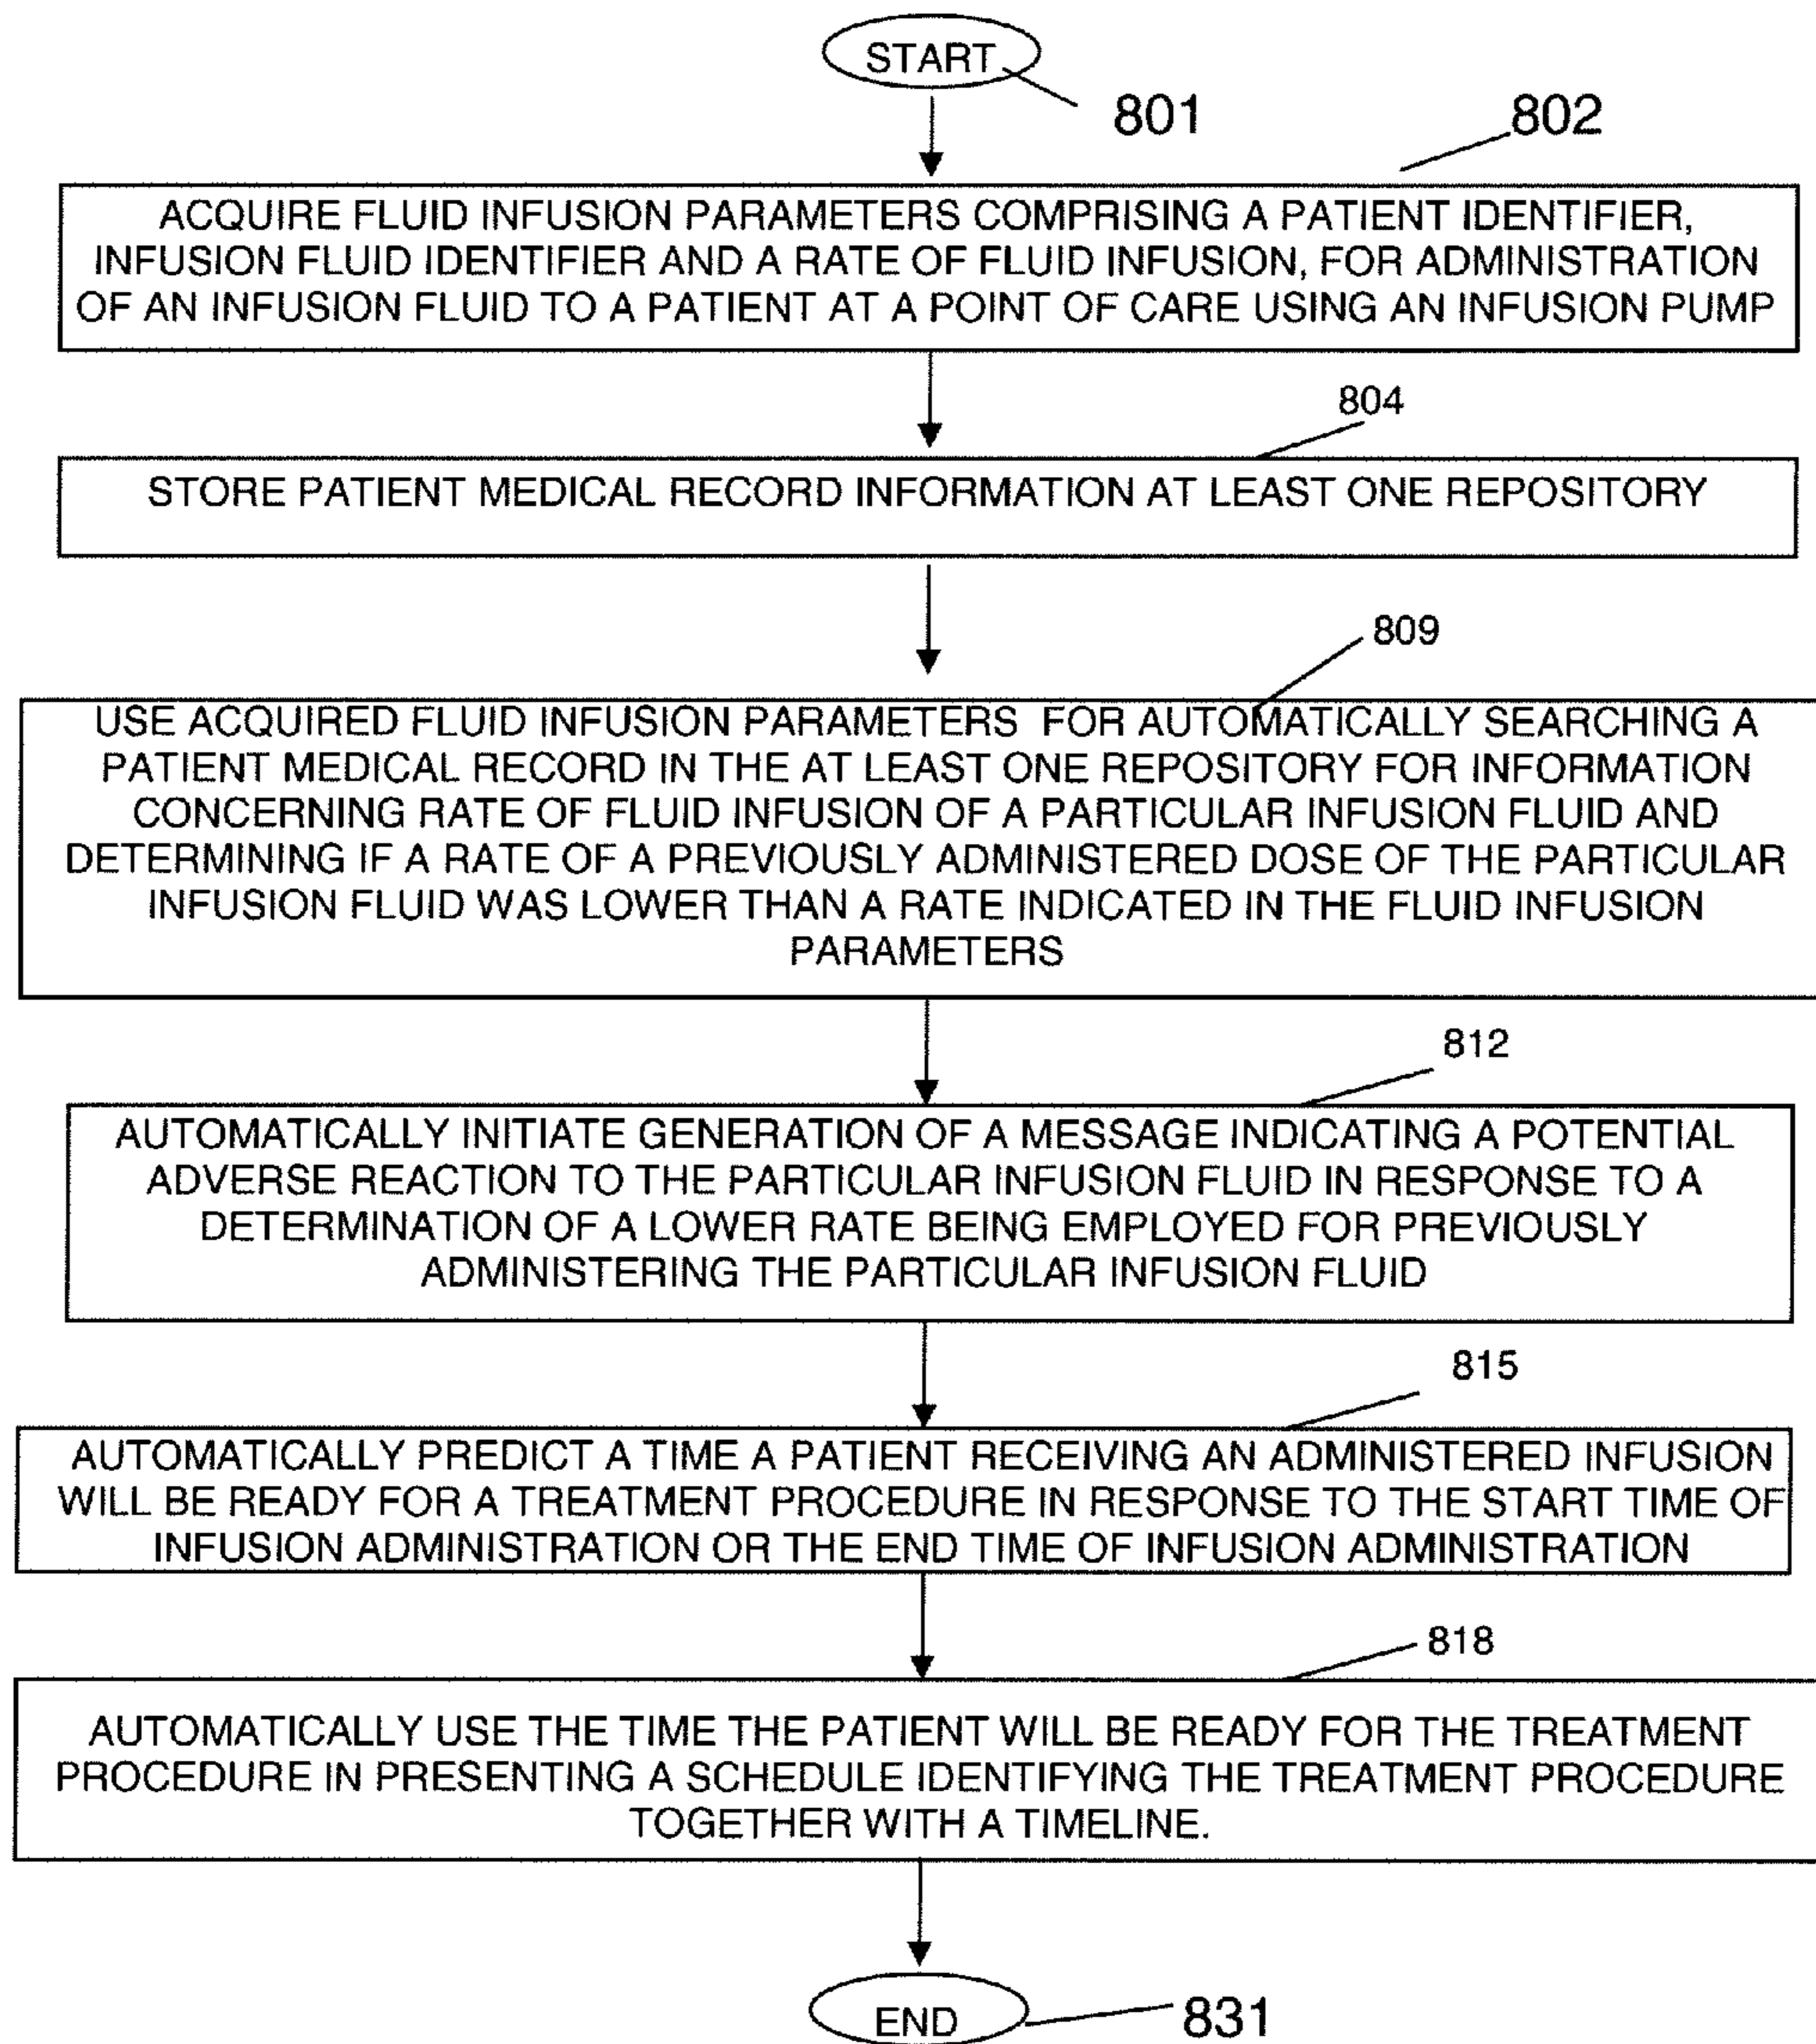 START
801
802
ACQUIRE FLUID INFUSION PARAMETERS COMPRISING A PATIENT IDENTIFIER,
INFUSION FLUID IDENTIFIER AND A RATE OF FLUID INFUSION, FOR ADMINISTRATION
OF AN INFUSION FLUID TO A PATIENT AT A POINT OF CARE USING AN INFUSION PUMP
804
STORE PATIENT MEDICAL RECORD INFORMATION AT LEAST ONE REPOSITORY
809
USE ACQUIRED FLUID INFUSION PARAMETERS FOR AUTOMATICALLY SEARCHING A
PATIENT MEDICAL RECORD IN THE AT LEAST ONE REPOSITORY FOR INFORMATION
CONCERNING RATE OF FLUID INFUSION OF A PARTICULAR INFUSION FLUID AND
DETERMINING IF A RATE OF A PREVIOUSLY ADMINISTERED DOSE OF THE PARTICULAR
INFUSION FLUID WAS LOWER THAN A RATE INDICATED IN THE FLUID INFUSION
PARAMETERS
812
AUTOMATICALLY INITIATE GENERATION OF A MESSAGE INDICATING A POTENTIAL
ADVERSE REACTION TO THE PARTICULAR INFUSION FLUID IN RESPONSE TO A
DETERMINATION OF A LOWER RATE BEING EMPLOYED FOR PREVIOUSLY
ADMINISTERING THE PARTICULAR INFUSION FLUID
815
AUTOMATICALLY PREDICT A TIME A PATIENT RECEIVING AN ADMINISTERED INFUSION
WILL BE READY FOR A TREATMENT PROCEDURE IN RESPONSE TO THE START TIME OF
INFUSION ADMINISTRATION OR THE END TIME OF INFUSION ADMINISTRATION
818
AUTOMATICALLY USE THE TIME THE PATIENT WILL BE READY FOR THE TREATMENT
PROCEDURE IN PRESENTING A SCHEDULE IDENTIFYING THE TREATMENT PROCEDURE
TOGETHER WITH A TIMELINE.
END
831